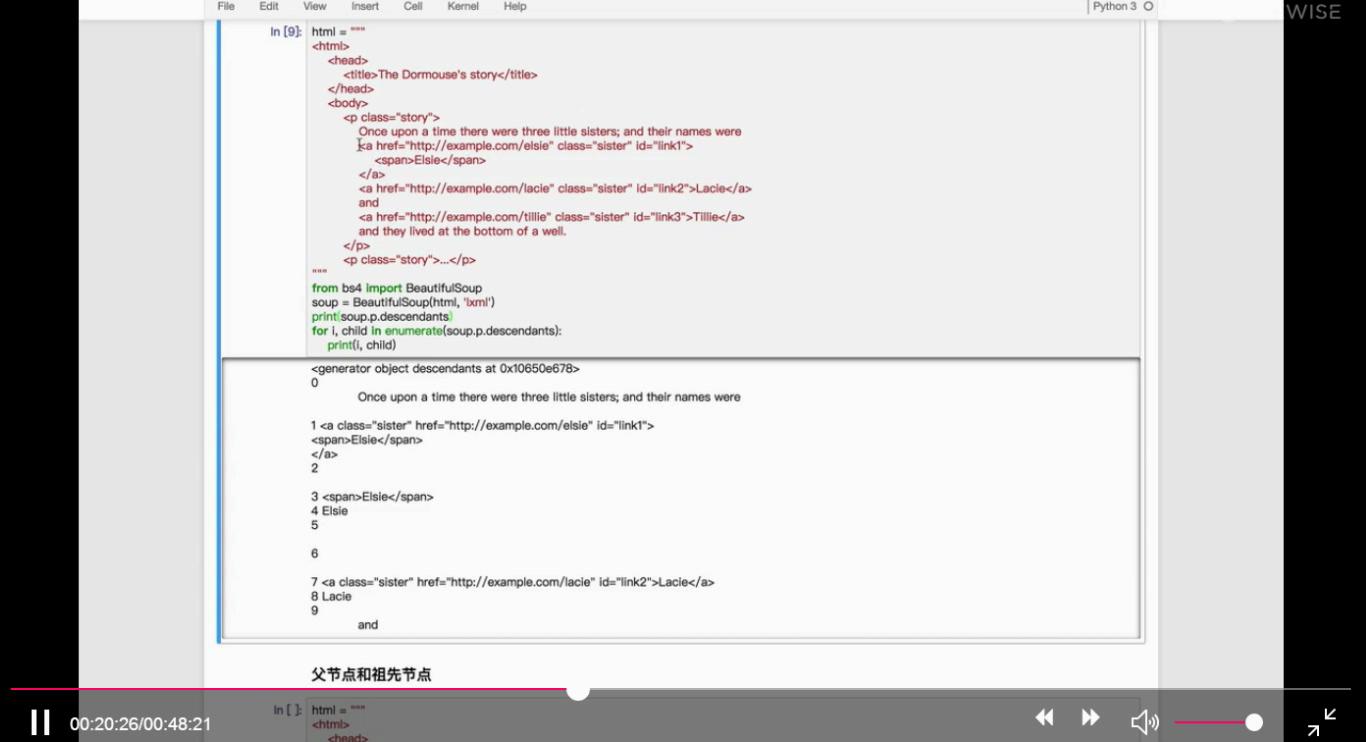 File Edit View Insert Cell Kernel Help Python 3
WISE
In [9]: html = """
<html>
<head>
<title>The Dormouse's story</title>
</head>
<body>
<p class="story">
Once upon a time there were three little sisters; and their names were
<a href="http://example.com/elsie" class="sister" id="link1">
<span>Elsie</span>
</a>
<a href="http://example.com/lacie" class="sister" id="link2">Lacie</a>
and
<a href="http://example.com/tillie" class="sister" id="link3">Tillie</a>
and they lived at the bottom of a well.
</p>
<p class="story">...</p>
"""
from bs4 import BeautifulSoup
soup = BeautifulSoup(html, 'lxml')
print(soup.p.descendants)
for i, child in enumerate(soup.p.descendants):
print(i, child)
<generator object descendants at 0x10650e678>
0
Once upon a time there were three little sisters; and their names were
1 <a class="sister" href="http://example.com/elsie" id="link1">
<span>Elsie</span>
</a>
2
3 <span>Elsie</span>
4 Elsie
5
6
7 <a class="sister" href="http://example.com/lacie" id="link2">Lacie</a>
8 Lacie
9
and
父节点和祖先节点
In [ ]: html = """
<html>
<head>
00:20:26/00:48:21